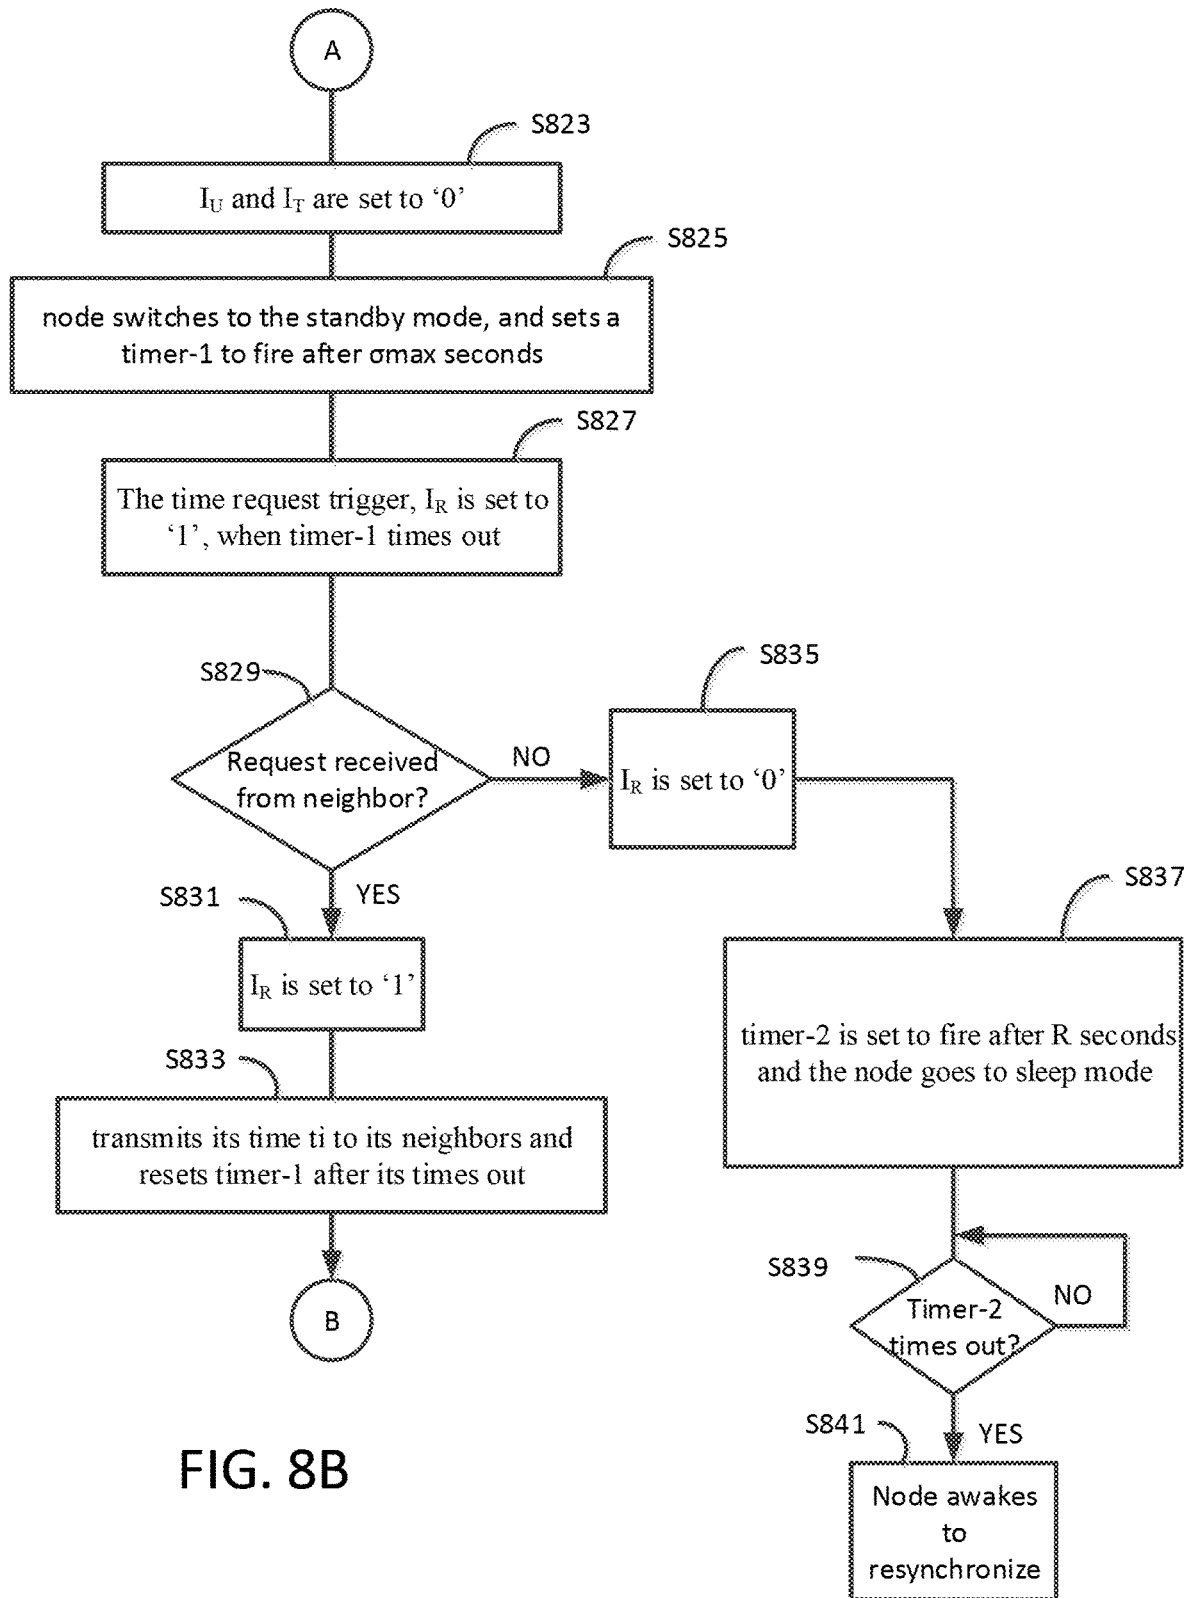 A
S823
I_U and I_T are set to ‘0’
S825
node switches to the standby mode, and sets a
timer-1 to fire after σmax seconds
S827
The time request trigger, I_R is set to
‘1’, when timer-1 times out
S829
Request received
from neighbor?
NO
S835
I_R is set to ‘0’
YES
S831
I_R is set to ‘1’
S833
transmits its time ti to its neighbors and
resets timer-1 after its times out
B
S837
timer-2 is set to fire after R seconds
and the node goes to sleep mode
S839
Timer-2
times out?
NO
YES
S841
Node awakes
to
resynchronize
FIG. 8B